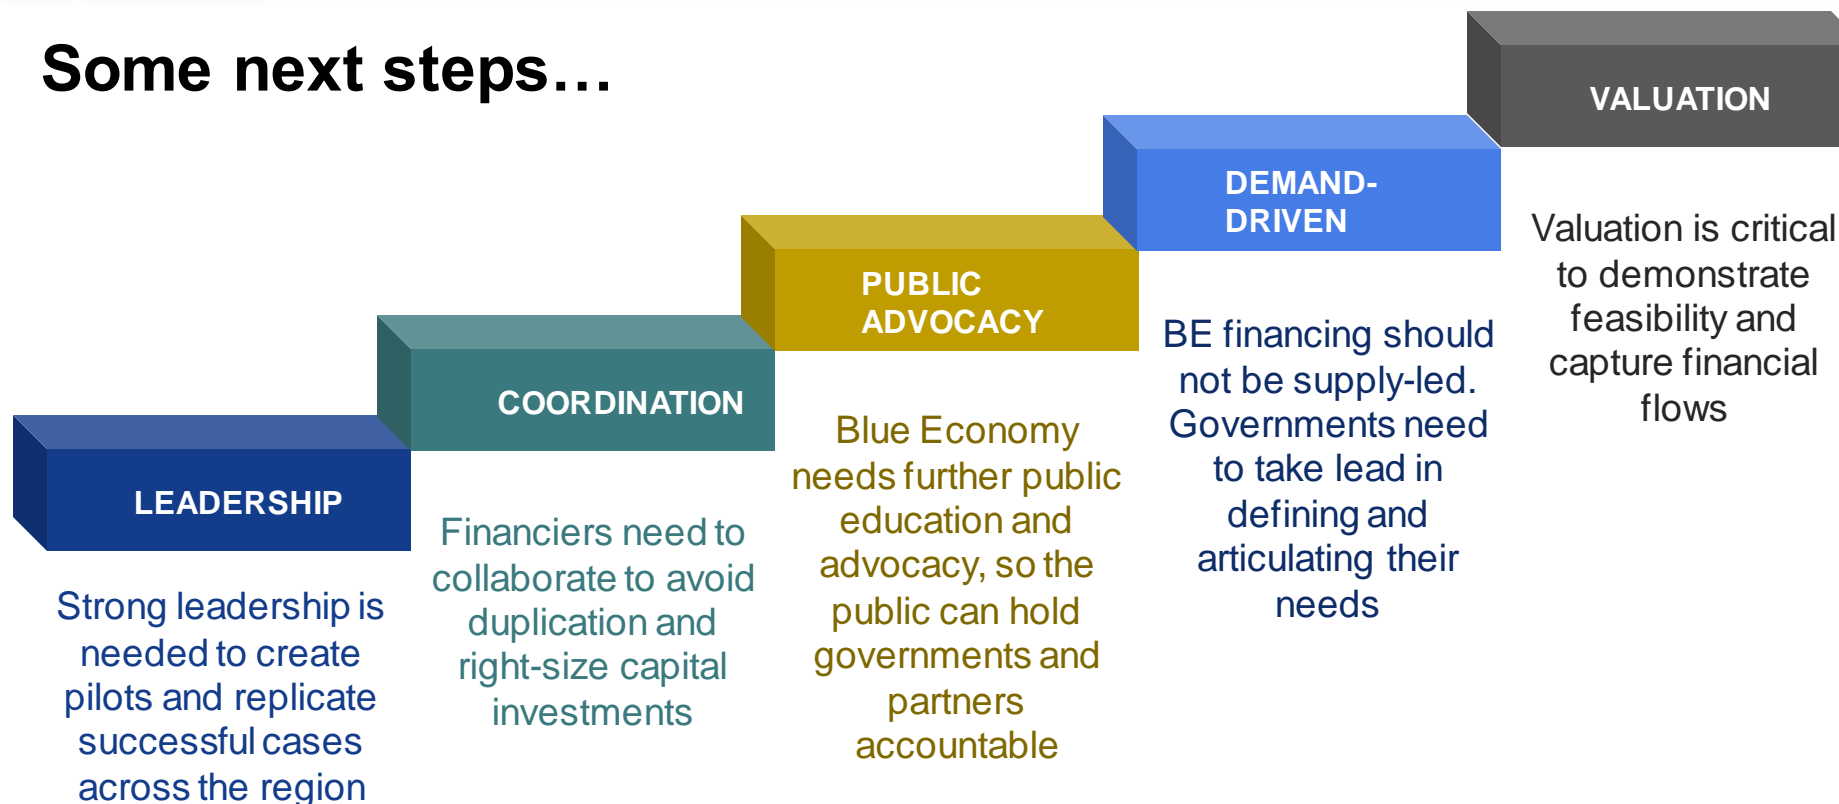 Some next steps…
LEADERSHIP
Strong leadership is
needed to create
pilots and replicate
successful cases
across the region
COORDINATION
Financiers need to
collaborate to avoid
duplication and
right-size capital
investments
PUBLIC
ADVOCACY
Blue Economy
needs further public
education and
advocacy, so the
public can hold
governments and
partners
accountable
DEMAND-
DRIVEN
BE financing should
not be supply-led.
Governments need
to take lead in
defining and
articulating their
needs
VALUATION
Valuation is critical
to demonstrate
feasibility and
capture financial
flows